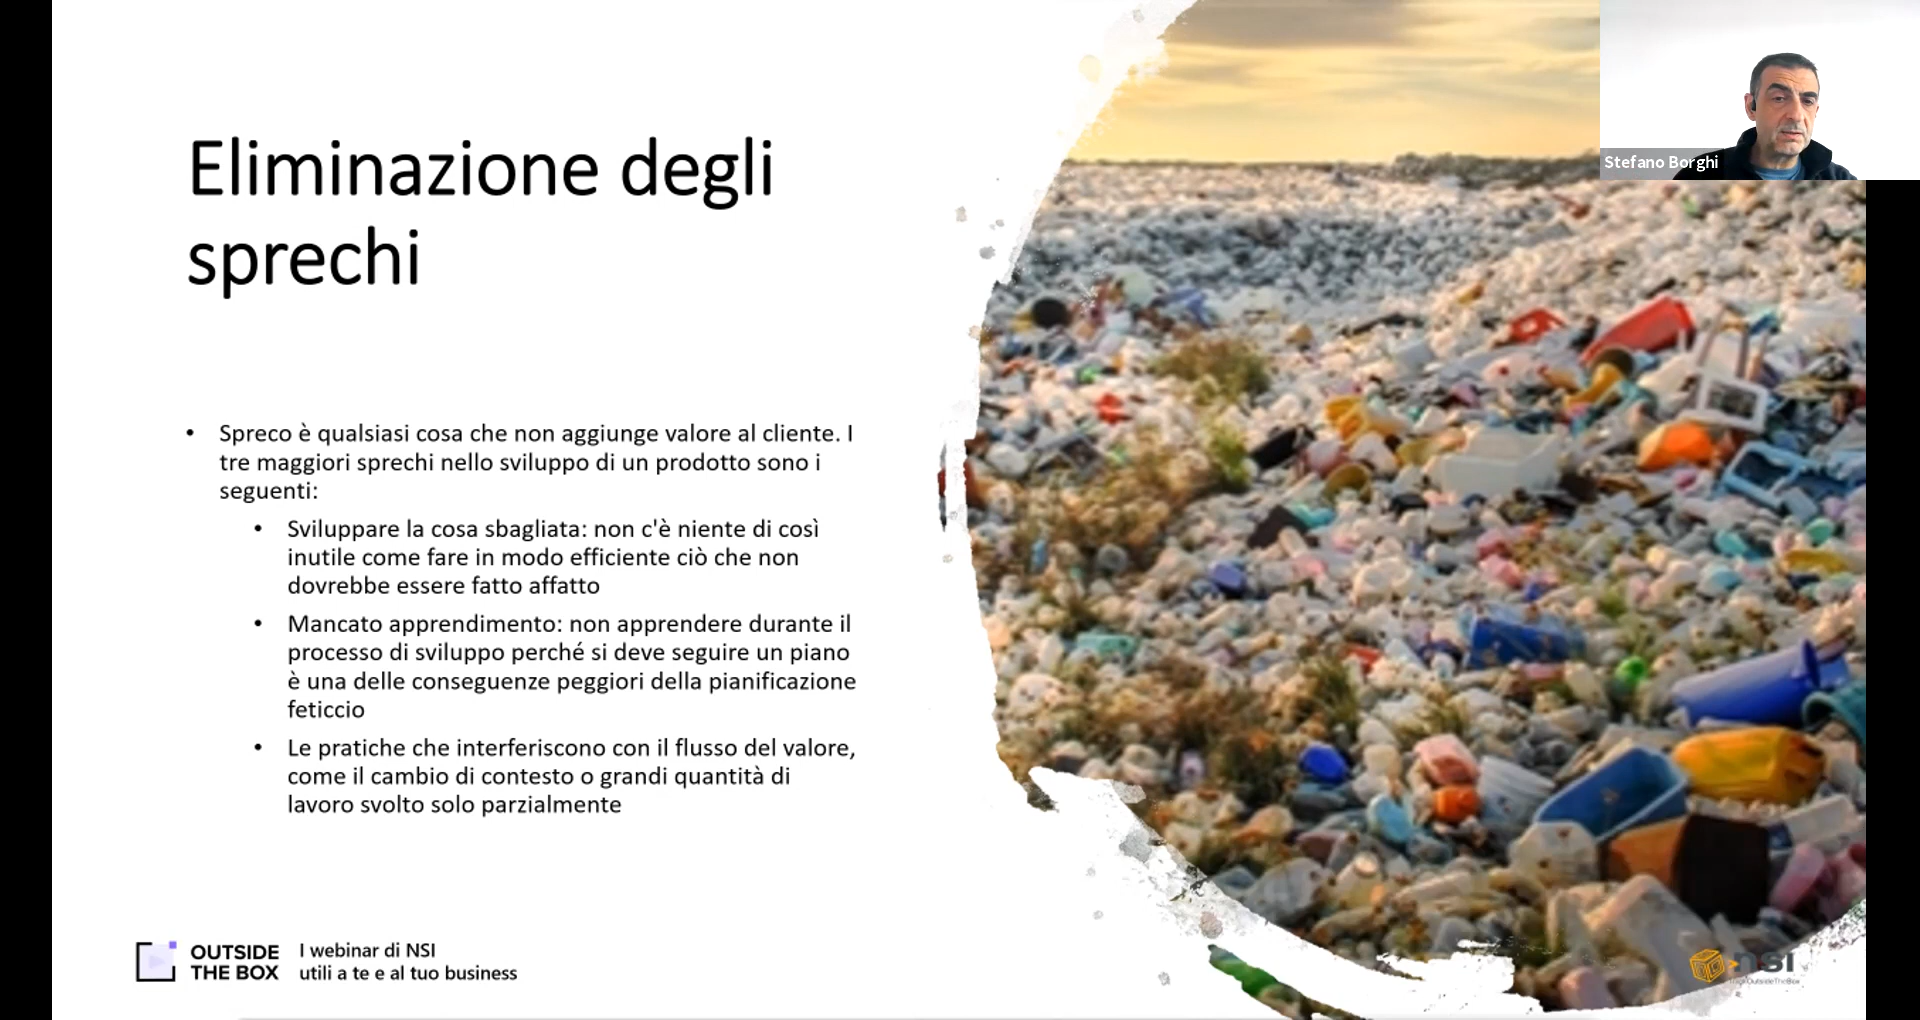 Stefano Borghi
Eliminazione degli
sprechi
• Spreco è qualsiasi cosa che non aggiunge valore al cliente. I
tre maggiori sprechi nello sviluppo di un prodotto sono i
seguenti:
• Sviluppare la cosa sbagliata: non c'è niente di così
inutile come fare in modo efficiente ciò che non
dovrebbe essere fatto affatto
• Mancato apprendimento: non apprendere durante il
processo di sviluppo perché si deve seguire un piano
è una delle conseguenze peggiori della pianificazione
feticcio
• Le pratiche che interferiscono con il flusso del valore,
come il cambio di contesto o grandi quantità di
lavoro svolto solo parzialmente
OUTSIDE
THE BOX
I webinar di NSI
utili a te e al tuo business
nsi